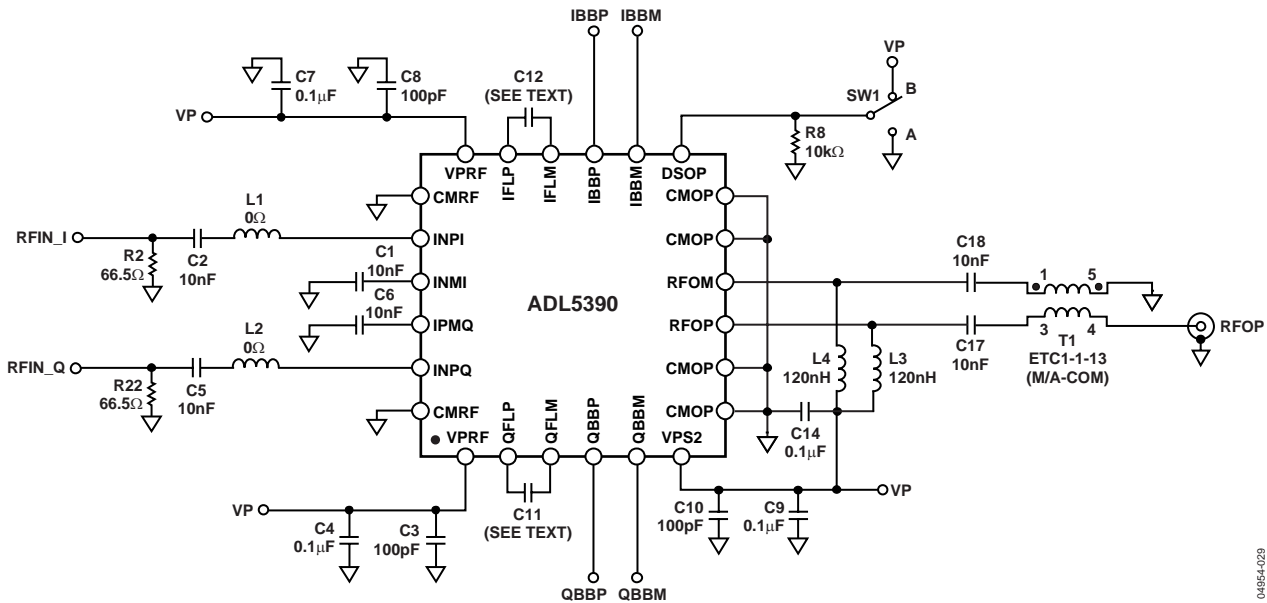 IBBP IBBM
VP
C7
0.1μF
C8
100pF
C12
(SEE TEXT)
SW1
B
A
VP
R8
10kΩ
VPRF
IFLP
IFLM
IBBP
IBBM
DSOP
CMRF
CMOP
L1
0Ω
RFIN_I
INPI
CMOP
R2
66.5Ω
C2
10nF
C1
10nF
INMI
RFOM
C18
10nF
1 5
C6
10nF
ADL5390
IPMQ
RFOP
3 4
RFOP
L2
0Ω
C17
10nF
T1
ETC1-1-13
(M/A-COM)
L4
120nH
L3
120nH
RFIN_Q
INPQ
CMOP
R22
66.5Ω
C5
10nF
CMRF
CMOP
VPRF
QFLP
QFLM
QBBP
QBBM
VPS2
C14
0.1μF
VP
C4
0.1μF
C3
100pF
C11
(SEE TEXT)
C10
100pF
C9
0.1μF
VP
QBBP QBBM
04954-029